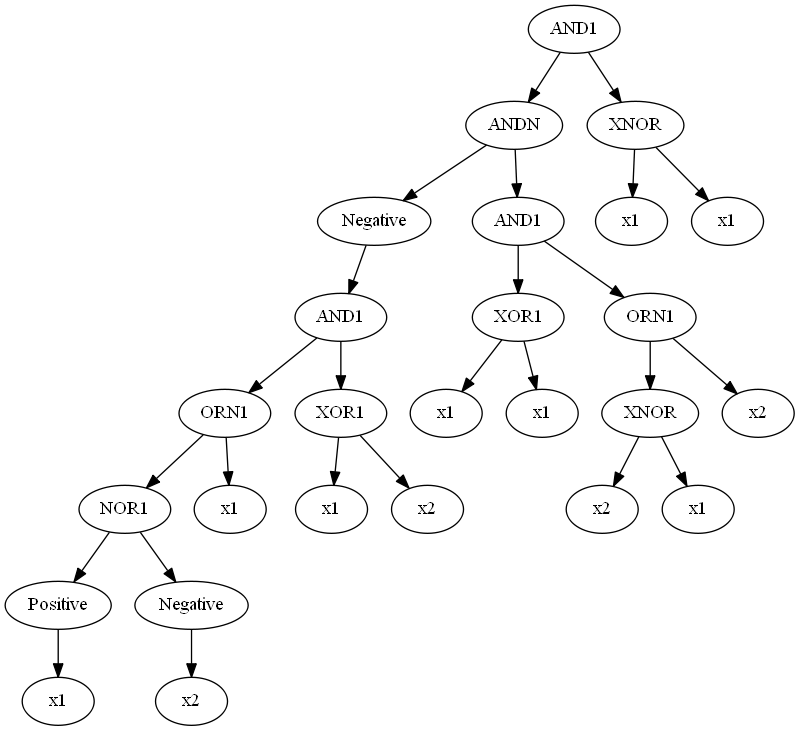 AND1
ANDN XNOR
Negative AND1 x1 x1
AND1 XOR1 ORN1
ORN1 XOR1 x1 x1 XNOR x2
NOR1 x1 x1 x2 x2 x1
Positive Negative
x1 x2